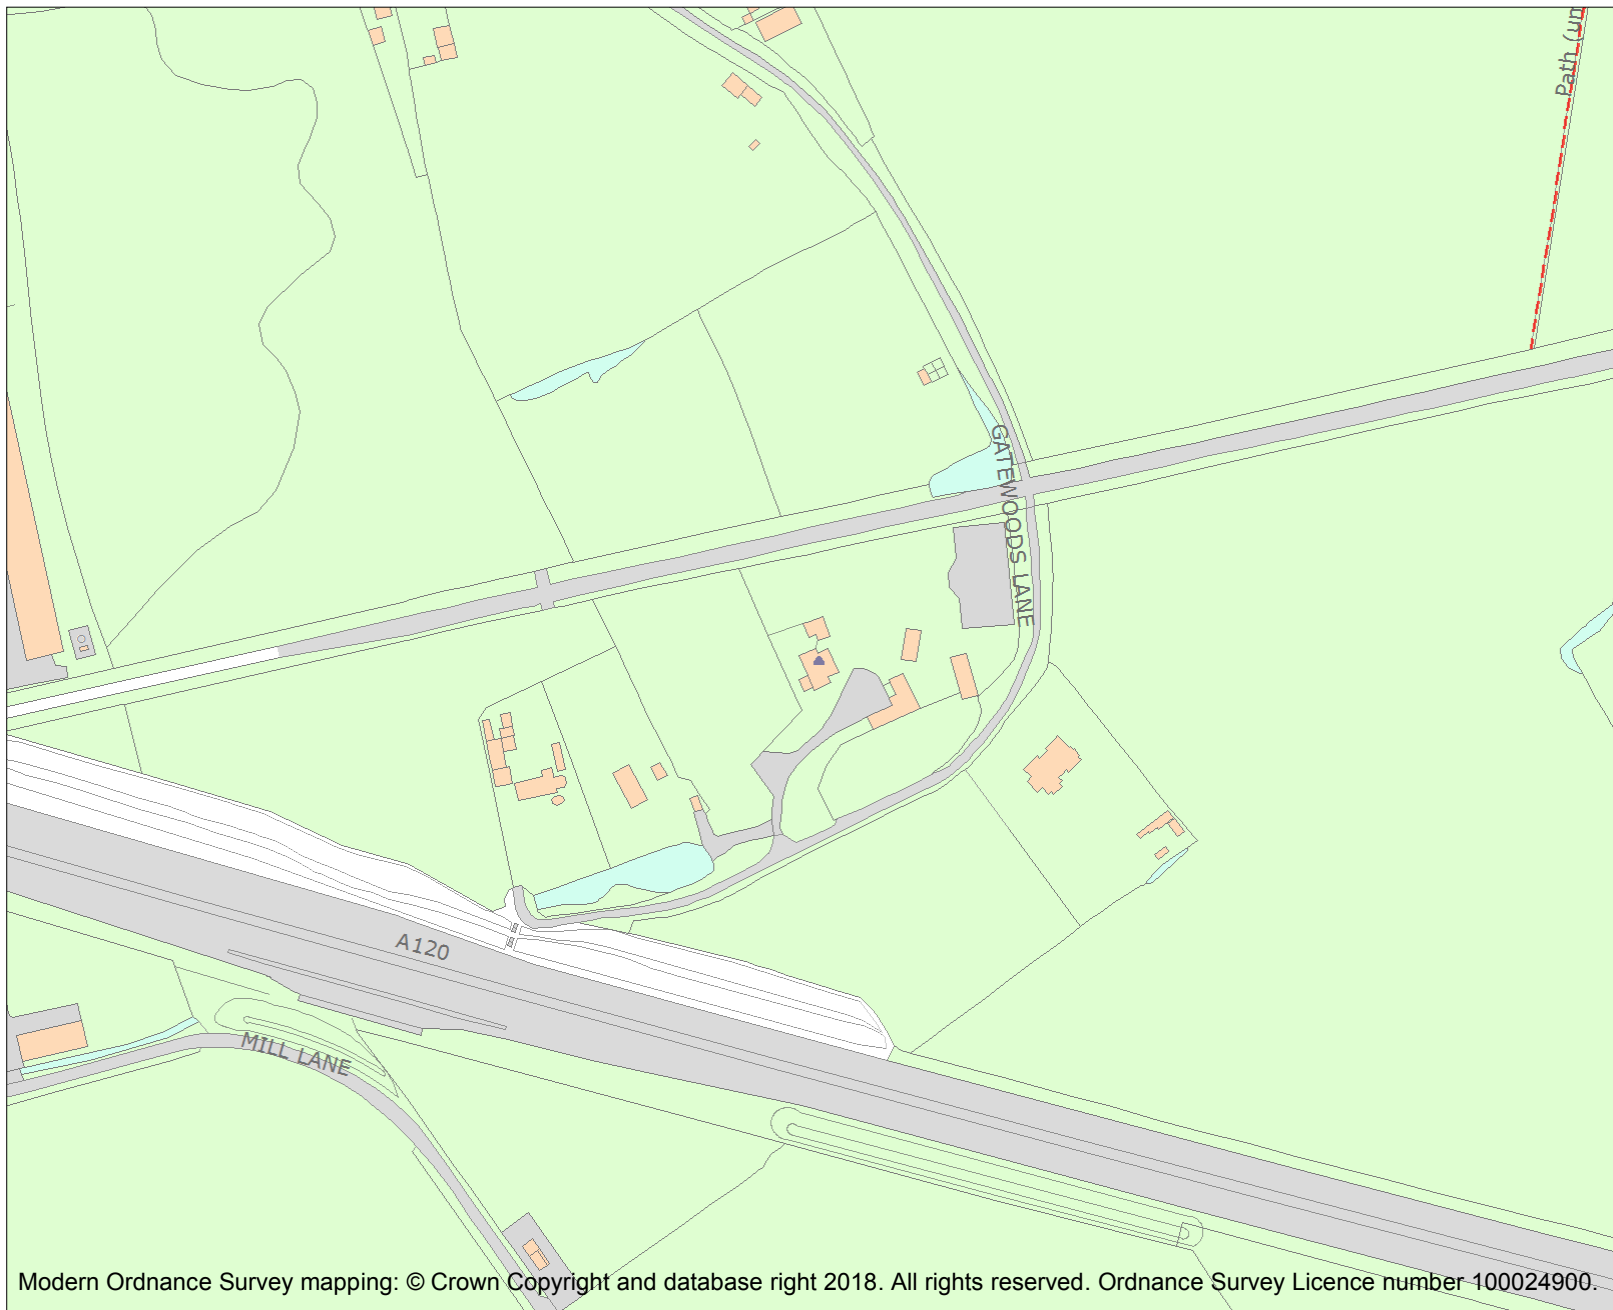 Path (un
GATEWOODS LANE
A120
MILL LANE
Modern Ordnance Survey mapping: © Crown Copyright and database right 2018. All rights reserved. Ordnance Survey Licence number 100024900.